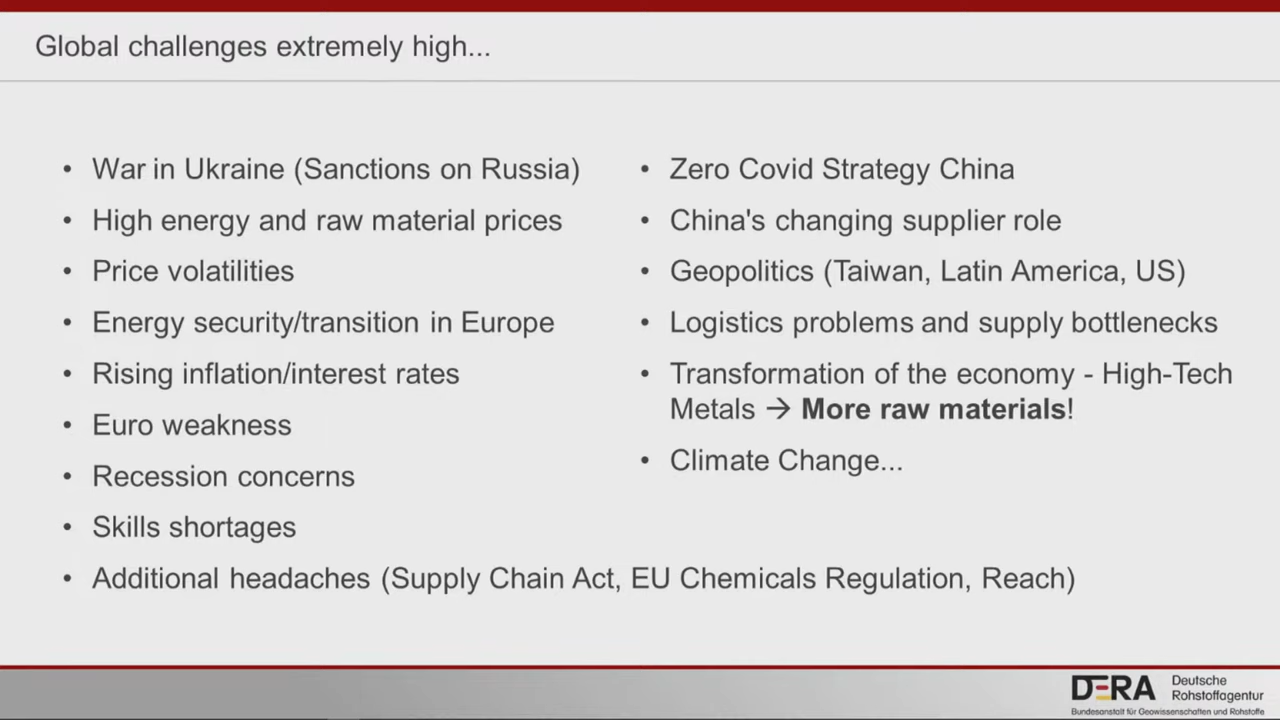 Global challenges extremely high...
• War in Ukraine (Sanctions on Russia)
• High energy and raw material prices
• Price volatilities
• Energy security/transition in Europe
• Rising inflation/interest rates
• Euro weakness
• Recession concerns
• Skills shortages
• Additional headaches (Supply Chain Act, EU Chemicals Regulation, Reach)
• Zero Covid Strategy China
• China's changing supplier role
• Geopolitics (Taiwan, Latin America, US)
• Logistics problems and supply bottlenecks
• Transformation of the economy - High-Tech
Metals → More raw materials!
• Climate Change...
DERA
Deutsche
Rohstoffagentur
Bundesanstalt für Geowissenschaften und Rohstoffe